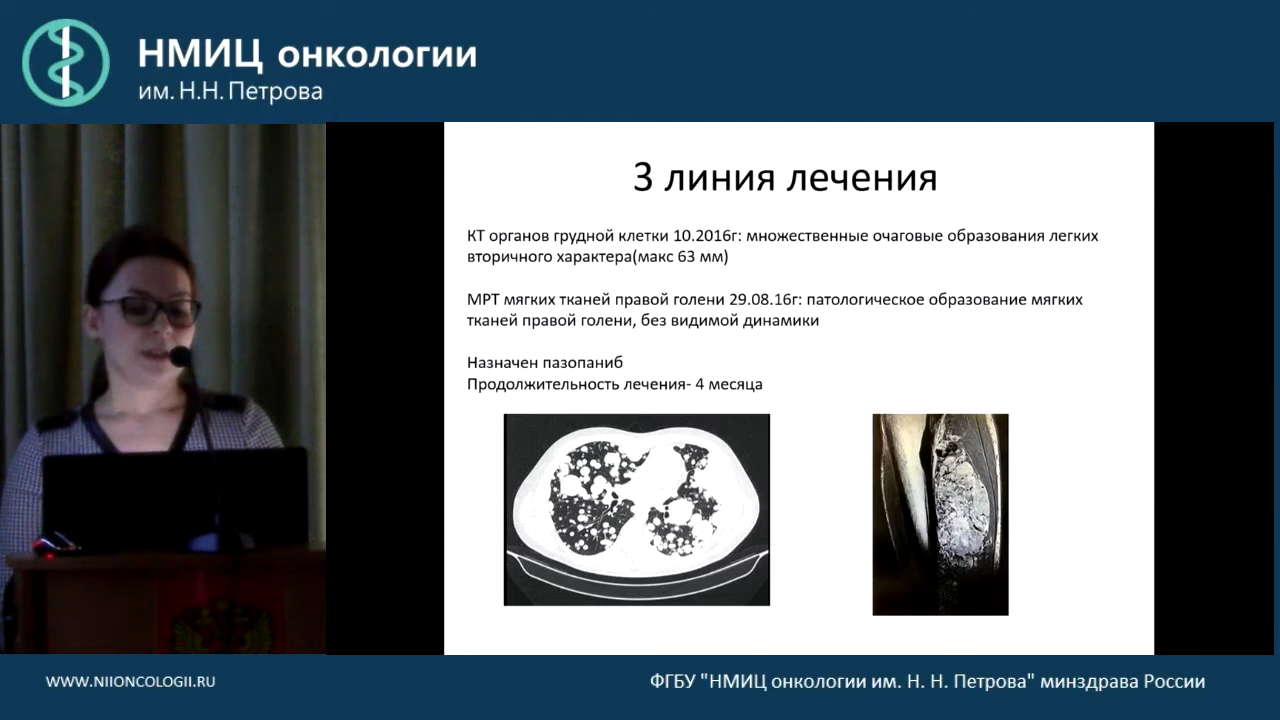 НМИЦ онкологии
им. Н.Н. Петрова
3 линия лечения
КТ органов грудной клетки 10.2016г: множественные очаговые образования легких
вторичного характера(макс 63 мм)
МРТ мягких тканей правой голени 29.08.16г: патологическое образование мягких
тканей правой голени, без видимой динамики
Назначен пазопаниб
Продолжительность лечения- 4 месяца
WWW.NIIONCOLOGII.RU
ФГБУ "НМИЦ онкологии им. Н. Н. Петрова" минздрава России